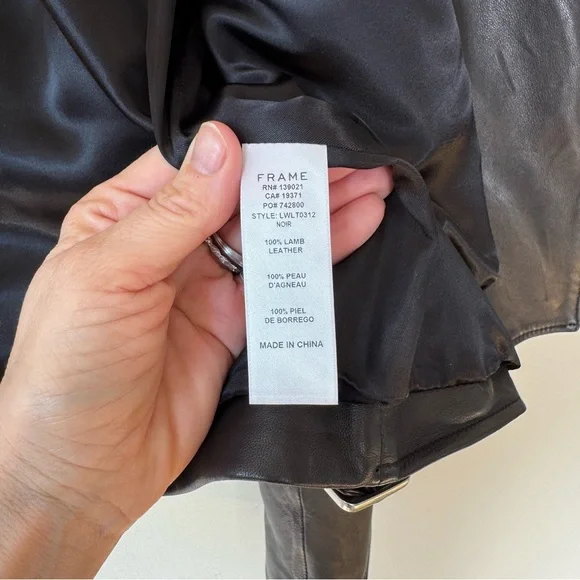 FRAME
RN# 139021
CA# 19371
PO# 742800
STYLE: LWLT0312
NOIR
100% LAMB
LEATHER
100% PEAU
D'AGNEAU
100% PIEL
DE BORREGO
MADE IN CHINA